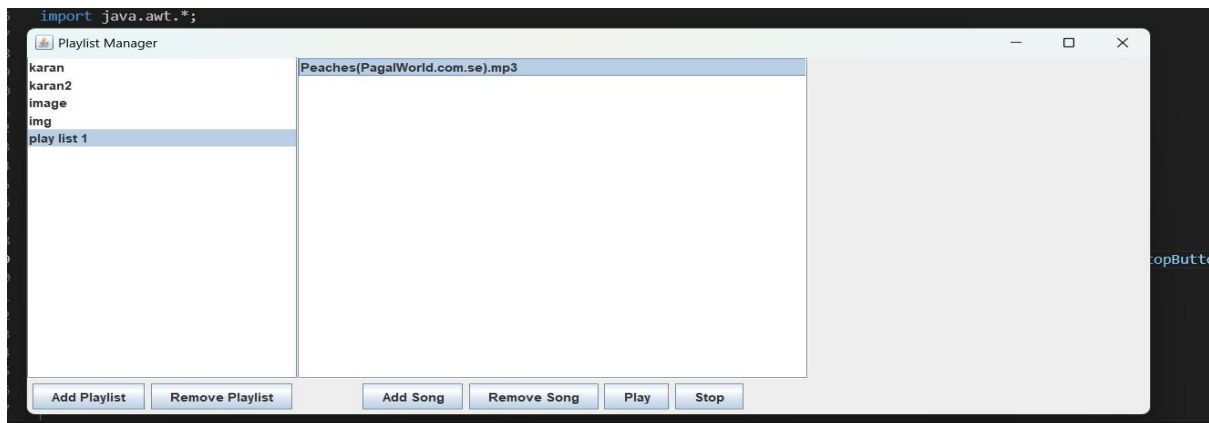 import java.awt.*;
Playlist Manager
karan
karan2
image
img
play list 1
Peaches(PagalWorld.com.se).mp3
topButt
Add Playlist
Remove Playlist
Add Song
Remove Song
Play
Stop